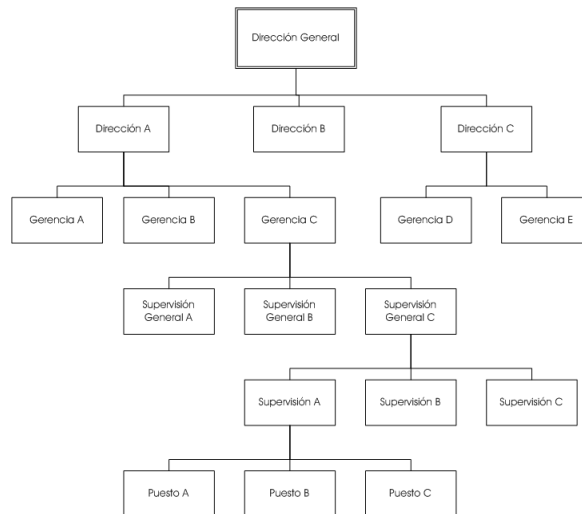 Dirección General
Dirección A
Dirección B
Dirección C
Gerencia A
Gerencia B
Gerencia C
Gerencia D
Gerencia E
Supervisión
General A
Supervisión
General B
Supervisión
General C
Supervisión A
Supervisión B
Supervisión C
Puesto A
Puesto B
Puesto C